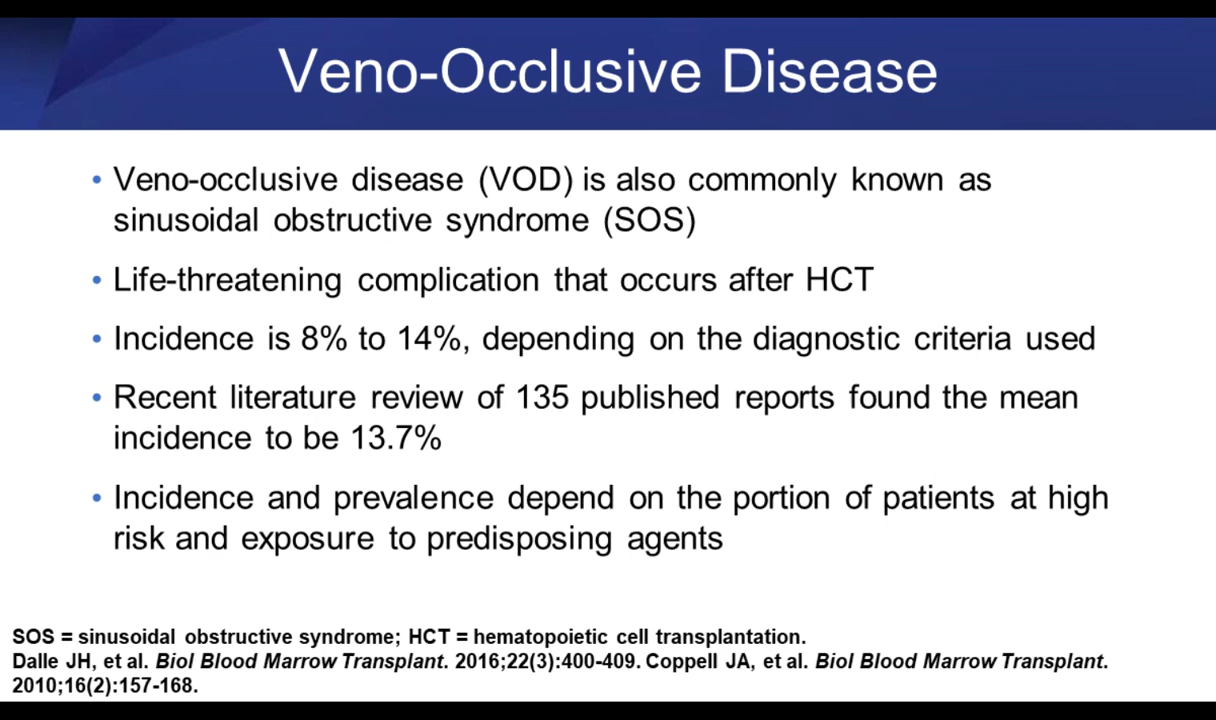 Veno-Occlusive Disease
• Veno-occlusive disease (VOD) is also commonly known as
sinusoidal obstructive syndrome (SOS)
• Life-threatening complication that occurs after HCT
• Incidence is 8% to 14%, depending on the diagnostic criteria used
• Recent literature review of 135 published reports found the mean
incidence to be 13.7%
• Incidence and prevalence depend on the portion of patients at high
risk and exposure to predisposing agents
SOS = sinusoidal obstructive syndrome; HCT = hematopoietic cell transplantation.
Dalle JH, et al. Biol Blood Marrow Transplant. 2016;22(3):400-409. Coppell JA, et al. Biol Blood Marrow Transplant.
2010;16(2):157-168.